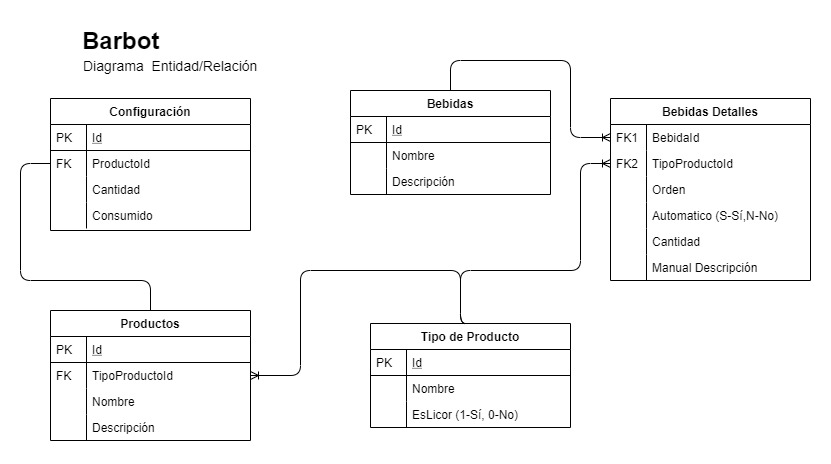 Barbot
Diagrama Entidad/Relación
Configuración
PK Id
FK ProductoId
Cantidad
Consumido
Bebidas
PK Id
Nombre
Descripción
Bebidas Detalles
FK1 BebidaId
FK2 TipoProductoId
Orden
Automatico (S-Sí,N-No)
Cantidad
Manual Descripción
Productos
PK Id
FK TipoProductoId
Nombre
Descripción
Tipo de Producto
PK Id
Nombre
EsLicor (1-Sí, 0-No)